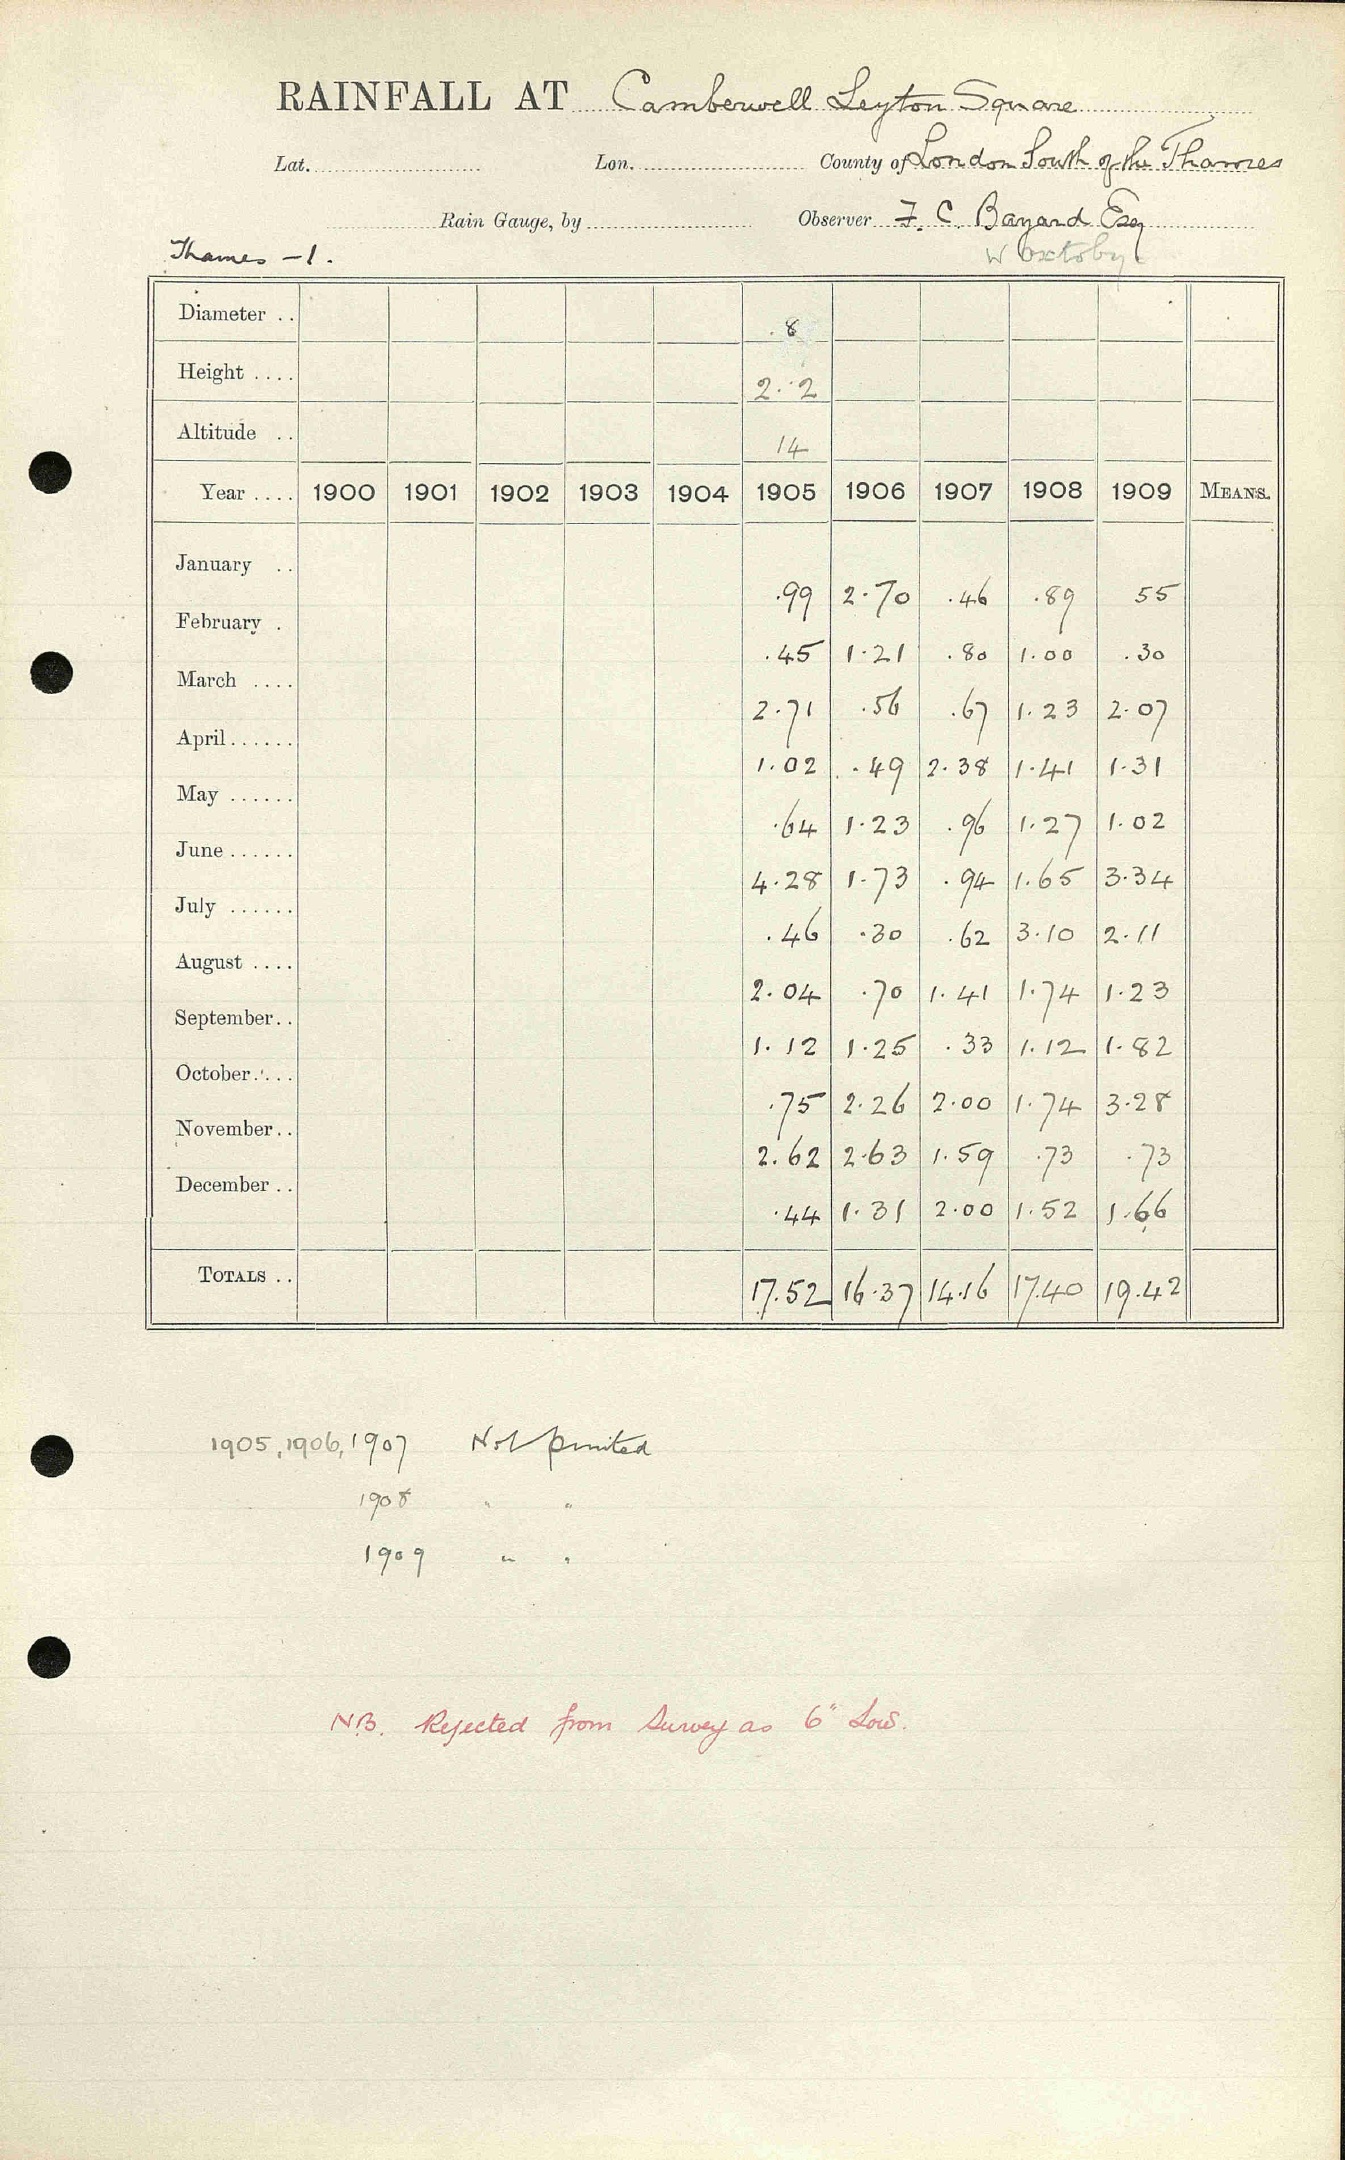 RAINFALL AT Camberwell Leyton Square
Lat. Lon. County of London South of the Thames
Rain Gauge, by Observer F. C. Bayard Esq
Thames -1. W Oxtoby
Diameter .. 8
Height .... 2.2
Altitude .. 14
Year .... 1900 1901 1902 1903 1904 1905 1906 1907 1908 1909 MEANS.
January .. .99 2.70 .46 .89 55
February . .45 1.21 .80 1.00 .30
March .... 2.71 .56 .67 1.23 2.07
April...... 1.02 .49 2.38 1.41 1.31
May ...... .64 1.23 .96 1.27 1.02
June...... 4.28 1.73 .94 1.65 3.34
July ...... .46 .30 .62 3.10 2.11
August .... 2.04 .70 1.41 1.74 1.23
September.. 1.12 1.25 .33 1.12 1.82
October.... .75 2.26 2.00 1.74 3.28
November.. 2.62 2.63 1.59 .73 .73
December .. .44 1.31 2.00 1.52 1.66
TOTALS .. 17.52 16.37 14.16 17.40 19.42
1905, 1906, 1907 Not printed
1908 " "
1909 " "
NB. Rejected from Survey as 6" Low.